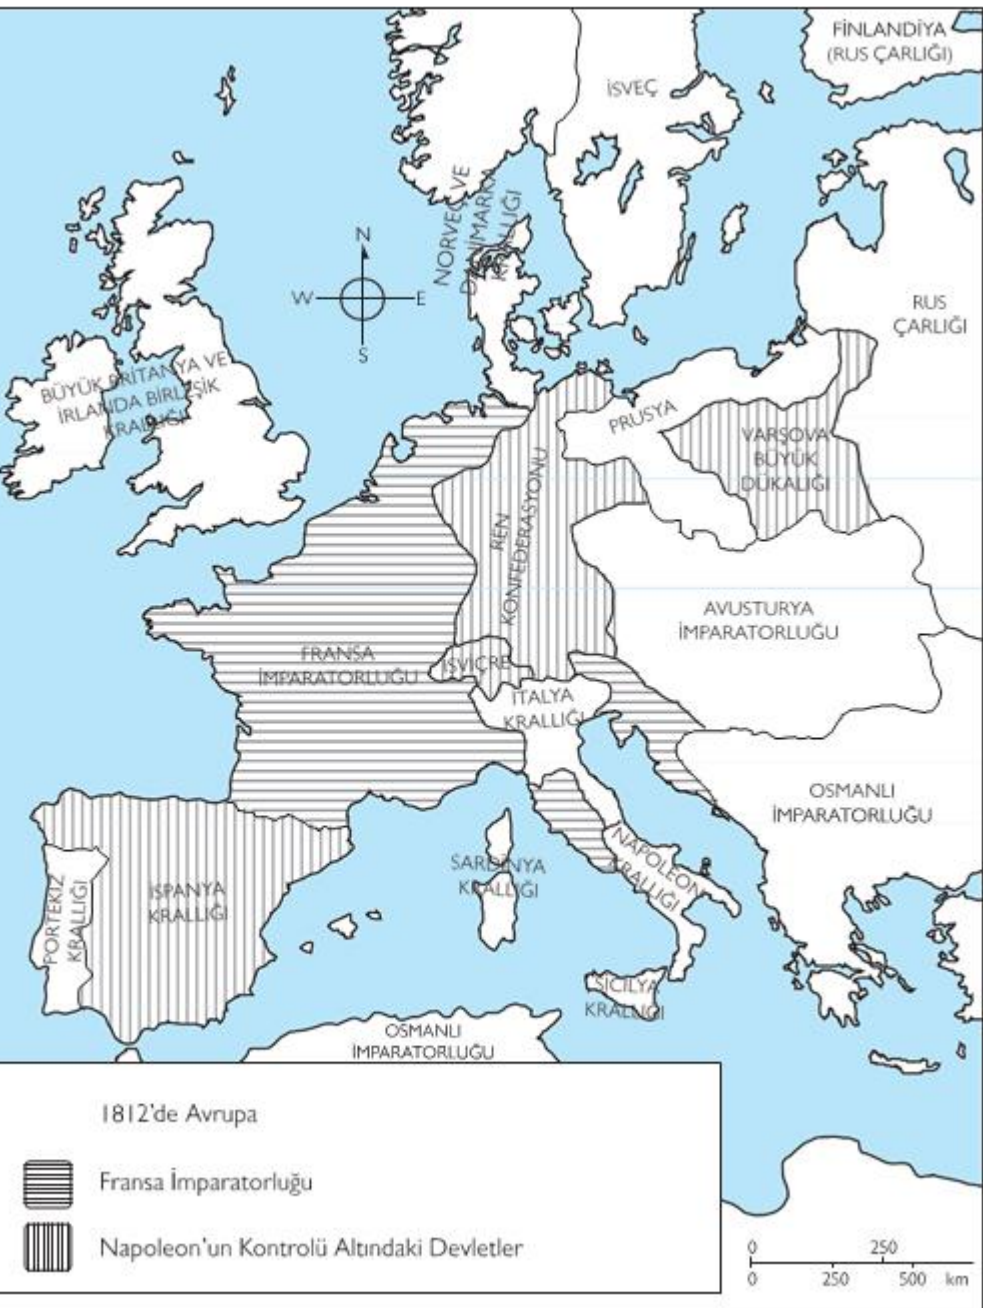 FİNLANDİYA
(RUS ÇARLIĞI)
İSVEÇ
NORVEÇ VE
DANİMARKA
KRALLIĞI
N
W
E
S
RUS
ÇARLIĞI
BÜYÜK BRİTANYA VE
İRLANDA BİRLEŞİK
KRALLIĞI
PRUSYA
VARŞOVA
BÜYÜK
DÜKALIĞI
REN
KONFEDERASYONU
AVUSTURYA
İMPARATORLUĞU
FRANSA
İMPARATORLUĞU
İSVİÇRE
İTALYA
KRALLIĞI
OSMANLI
İMPARATORLUĞU
NAPOLEON
KRALLIĞI
SARDİNYA
KRALLIĞI
İSPANYA
KRALLIĞI
PORTEKİZ
KRALLIĞI
SİCİLYA
KRALLIĞI
OSMANLI
İMPARATORLUĞU
1812'de Avrupa
Fransa İmparatorluğu
Napoleon'un Kontrolü Altındaki Devletler
0 250
0 250 500 km